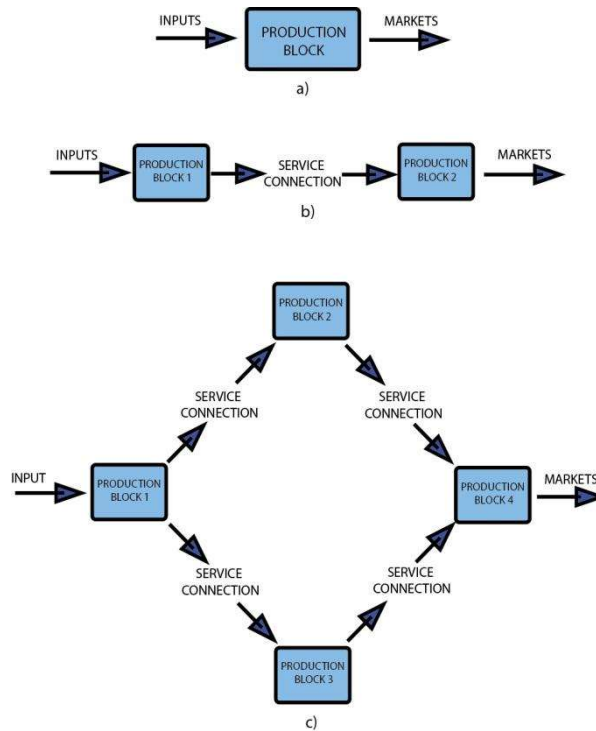 INPUTS
PRODUCTION
BLOCK
MARKETS
a)
INPUTS
PRODUCTION
BLOCK 1
SERVICE
CONNECTION
PRODUCTION
BLOCK 2
MARKETS
b)
PRODUCTION
BLOCK 2
SERVICE
CONNECTION
SERVICE
CONNECTION
INPUT
PRODUCTION
BLOCK 1
PRODUCTION
BLOCK 4
MARKETS
SERVICE
CONNECTION
SERVICE
CONNECTION
PRODUCTION
BLOCK 3
c)